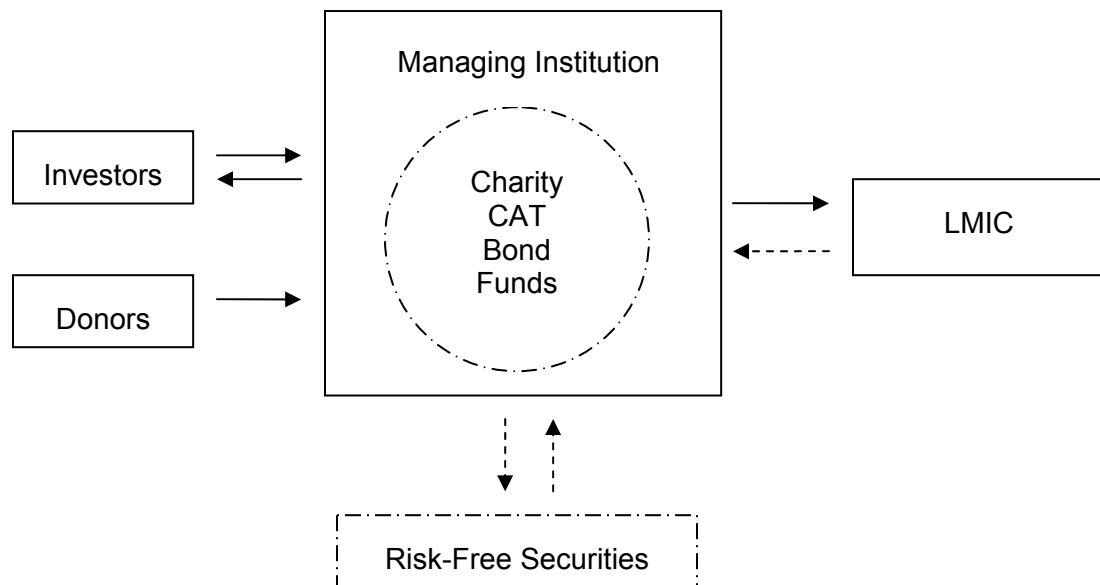 Managing Institution
Investors
Charity
CAT
Bond
Funds
LMIC
Donors
Risk-Free Securities